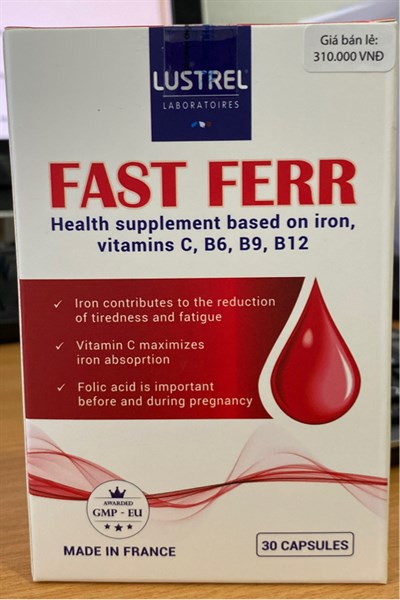 Giá bán lẻ:
310.000 VNĐ
LUSTREL
LABORATOIRES
FAST FERR
Health supplement based on iron,
vitamins C, B6, B9, B12
✓ Iron contributes to the reduction
of tiredness and fatigue
✓ Vitamin C maximizes
iron absoprtion
✓ Folic acid is important
before and during pregnancy
AWARDED
GMP - EU
MADE IN FRANCE
30 CAPSULES